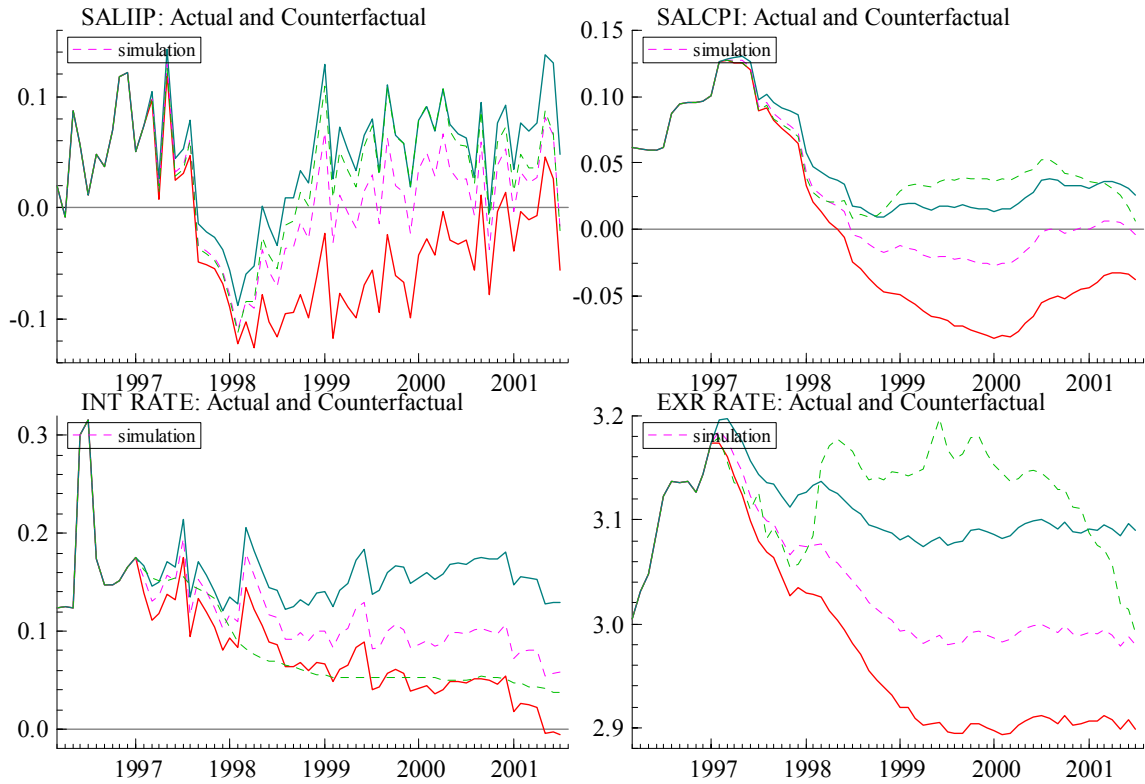 SALIIP: Actual and Counterfactual
simulation
0.1
0.0
-0.1
1997 1998 1999 2000 2001
SALCPI: Actual and Counterfactual
0.15
simulation
0.10
0.05
0.00
-0.05
1997 1998 1999 2000 2001
INT RATE: Actual and Counterfactual
0.3
simulation
0.2
0.1
0.0
1997 1998 1999 2000 2001
EXR RATE: Actual and Counterfactual
3.2
simulation
3.1
3.0
2.9
1997 1998 1999 2000 2001